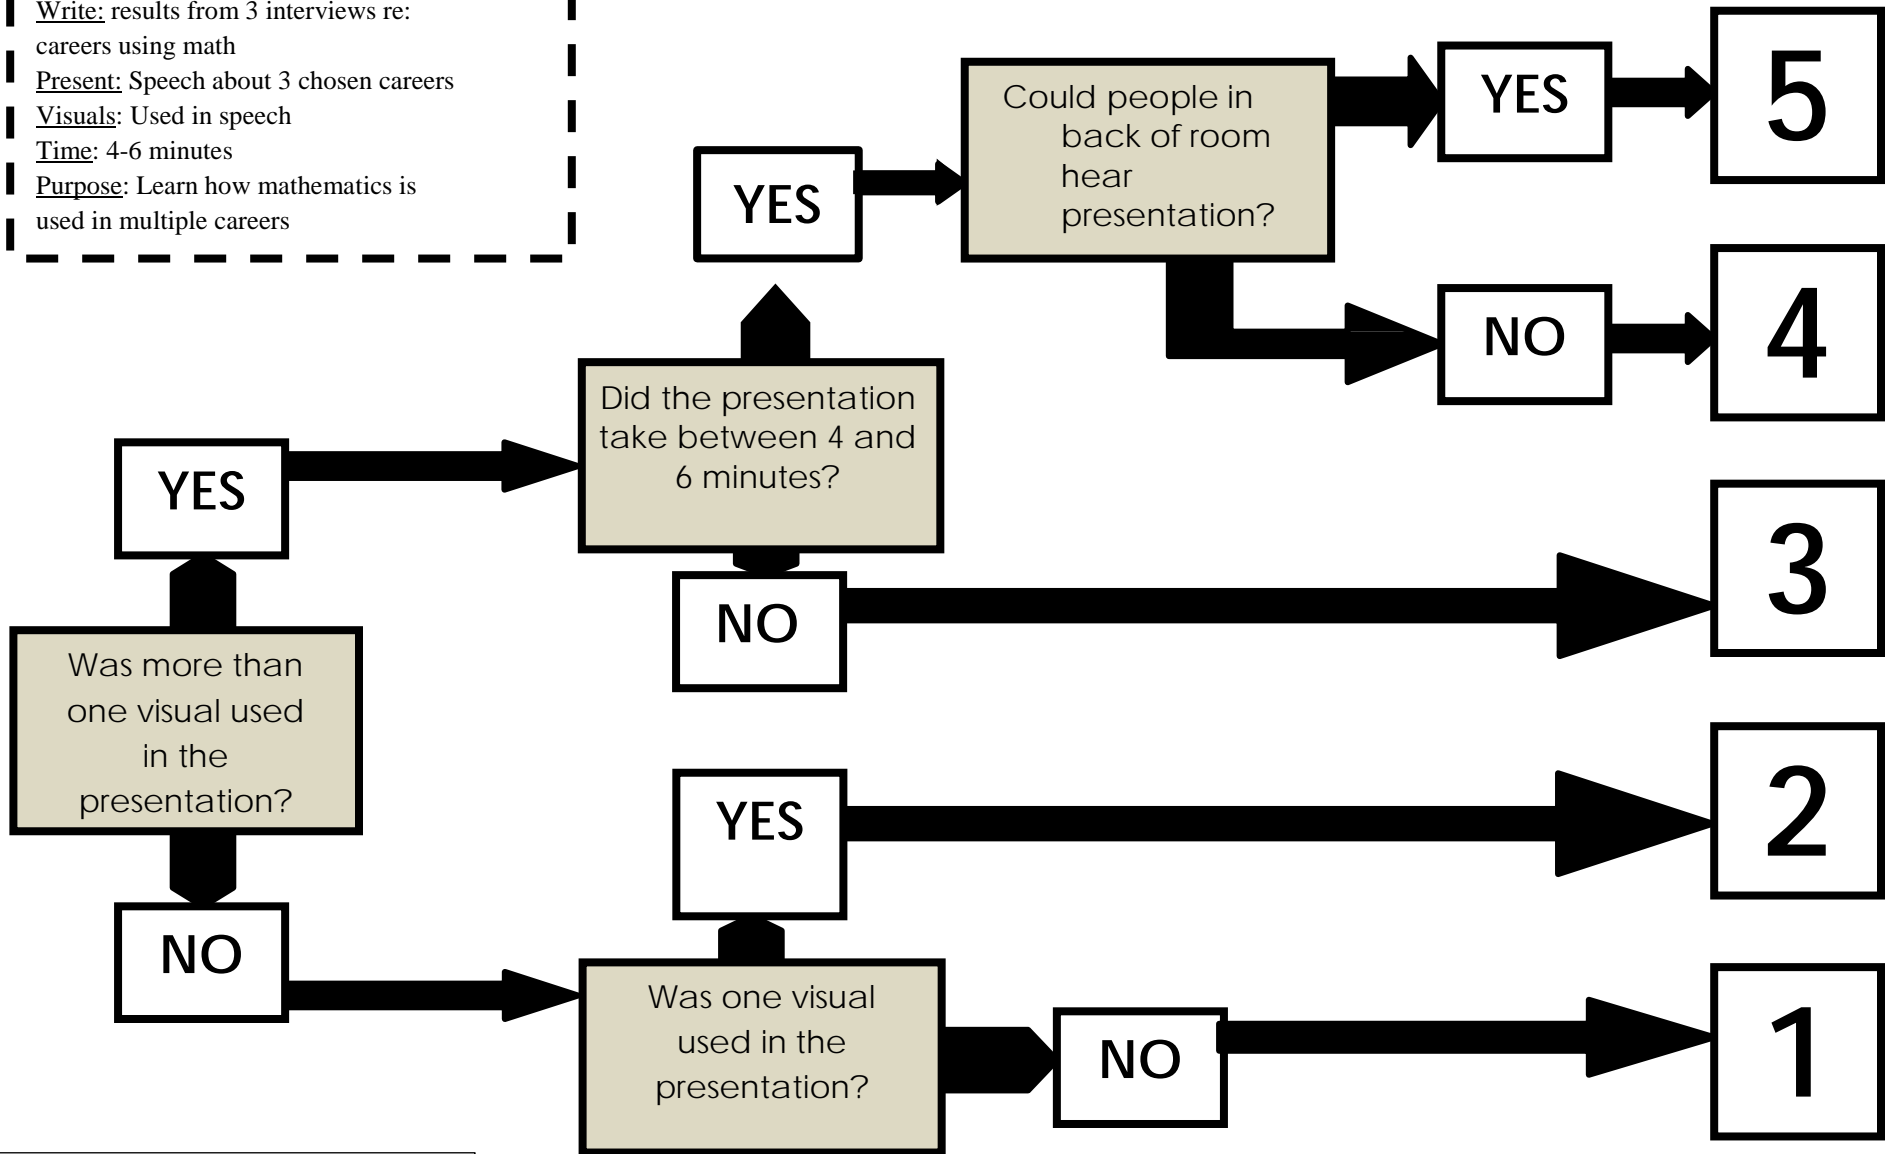 Write: results from 3 interviews re:
careers using math
Present: Speech about 3 chosen careers
Visuals: Used in speech
Time: 4-6 minutes
Purpose: Learn how mathematics is
used in multiple careers
Could people in
back of room
hear
presentation?
YES
5
YES
NO
4
Did the presentation
take between 4 and
6 minutes?
YES
NO
3
Was more than
one visual used
in the
presentation?
YES
2
NO
Was one visual
used in the
presentation?
NO
1